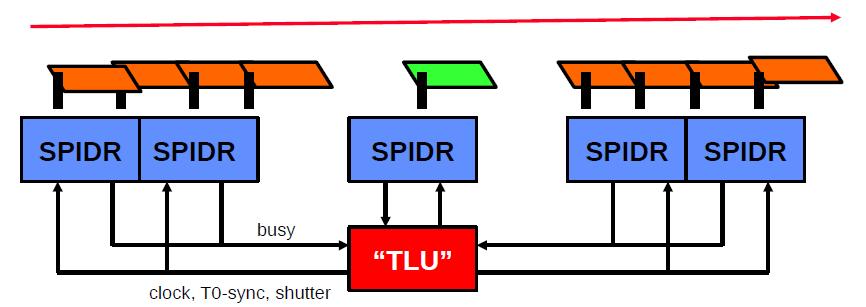 SPIDR SPIDR SPIDR SPIDR SPIDR
busy
“TLU”
clock, T0-sync, shutter